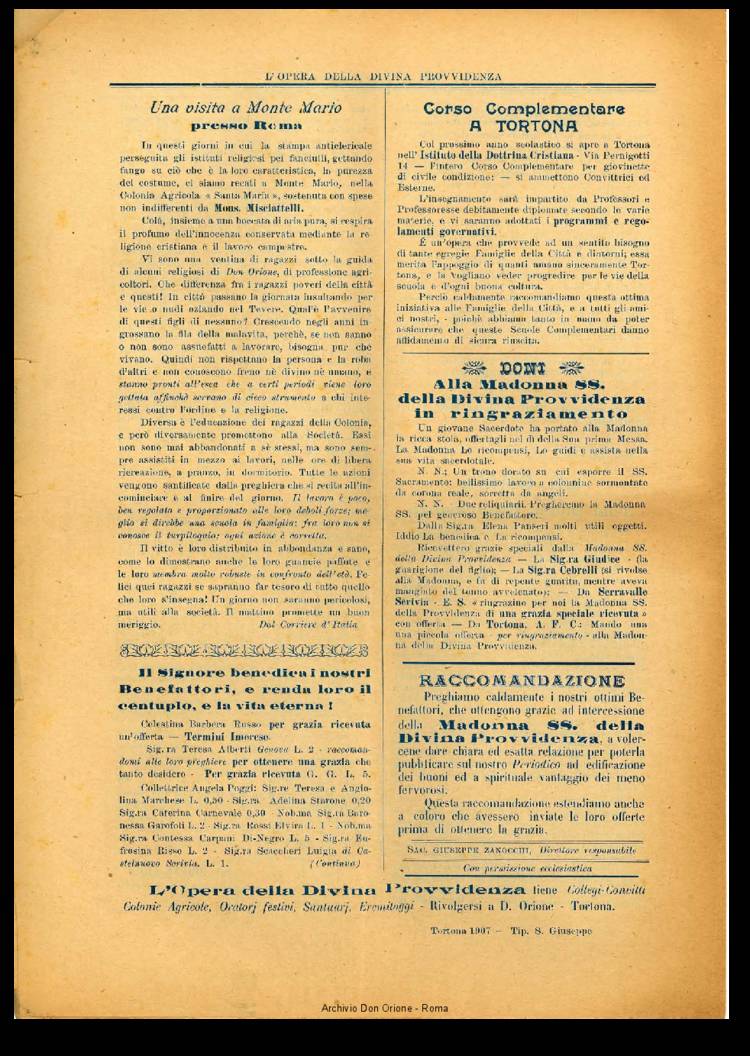 L'OPERA DELLA DIVINA PROVVIDENZA
Una visita a Monte Mario
presso Roma
In questi giorni in cui la stampa anticlericale
perseguita gli istituti religiosi pei fanciulli, gettando
fango su ciò che è la loro caratteristica, la purezza
del costume, ci siamo recati a Monte Mario, nella
Colonia Agricola « Santa Maria », sostenuta con spese
non indifferenti da Mons. Misciattelli.
Colà, insieme a una boccata di aria pura, si respira
il profumo dell'innocenza conservata mediante la re-
ligione cristiana e il lavoro campestre.
Vi sono una ventina di ragazzi sotto la guida
di alcuni religiosi di Don Orione, di professione agri-
coltori. Che differenza fra i ragazzi poveri della città
e questi! In città passano la giornata insultando per
le vie o nudi oziando nel Tevere. Qual'è l'avvenire
di questi figli di nessuno? Crescendo negli anni in-
grossano la fila della malavita, perchè, se non sanno
o non sono assuefatti a lavorare, bisogna pur che
vivano. Quindi non rispettano la persona e la roba
d'altri e non conoscono freno nè divino nè umano, e
stanno pronti all'esca che a certi periodi viene loro
gettata affinchè servano di cieco strumento a chi inte-
ressi contro l'ordine e la religione.
Diversa è l'educazione dei ragazzi della Colonia,
e però diversamente promettono alla Società. Essi
non sono mai abbandonati a sè stessi, ma sono sem-
pre assistiti in mezzo ai lavori, nelle ore di libera
ricreazione, a pranzo, in dormitorio. Tutte le azioni
vengono santificate dalla preghiera che si recita all'in-
cominciare e al finire del giorno. Il lavoro è poco,
ben regolato e proporzionato alle loro deboli forze; me-
glio si direbbe una scuola in famiglia: fra loro non si
conosce il turpiloquio; ogni azione è corretta.
Il vitto è loro distribuito in abbondanza e sano,
come lo dimostrano anche le loro guancie paffute e
le loro membra molto robuste in confronto dell'età. Fe-
lici quei ragazzi se sapranno far tesoro di tutto quello
che loro s'insegna! Un giorno non saranno pericolosi,
ma utili alla società. Il mattino promette un buon
meriggio. Dal Corriere d'Italia
Il Signore benedica i nostri
Benefattori, e renda loro il
centuplo, e la vita eterna!
Celestina Barbera Russo per grazia ricevuta
un'offerta — Termini Imerese.
Sig.ra Teresa Alberti Genova L. 2 - raccoman-
domi alle loro preghiere per ottenere una grazia che
tanto desidero - Per grazia ricevuta G. G. L. 5.
Collettrice Angela Poggi: Sig.re Teresa e Angio-
lina Marchese L. 0,50 - Sig.ra Adelina Starone 0,20
Sig.ra Caterina Carnevale 0,30 - Nob.ma Sig.ra Baro-
nessa Garofoli L. 2 - Sig.ra Rossi Elvira L. 1 - Nob.ma
Sig.ra Contessa Carpani Di-Negro L. 5 - Sig.ra Eu-
frosina Risso L. 2 - Sig.ra Scaccheri Luigia di Ca-
stelnuovo Scrivia, L. 1. (Continua)
Corso Complementare
A TORTONA
Col prossimo anno scolastico si apre a Tortona
nell'Istituto della Dottrina Cristiana - Via Pernigotti
14 — l'intero Corso Complementare per giovinette
di civile condizione: — si ammettono Convittrici ed
Esterne.
L'insegnamento sarà impartito da Professori e
Professoresse debitamente diplomate secondo le varie
materie, e vi saranno adottati i programmi e rego-
lamenti governativi.
È un'opera che provvede ad un sentito bisogno
di tante egregie Famiglie della Città e dintorni; essa
merita l'appoggio di quanti amano sinceramente Tor-
tona, e la vogliano veder progredire per le vie della
scuola e d'ogni buona coltura.
Perciò caldamente raccomandiamo questa ottima
iniziativa alle Famiglie della Città, e a tutti gli ami-
ci nostri, - poichè abbiamo tanto in mano da poter
assicurare che queste Scuole Complementari danno
affidamento di sicura riuscita.
DONI
Alla Madonna SS.
della Divina Provvidenza
in ringraziamento
Un giovane Sacerdote ha portato alla Madonna
la ricca stola, offertagli nel dì della Sua prima Messa.
La Madonna Lo ricompensi, Lo guidi e assista nella
sua vita sacerdotale.
N. N.; Un trono dorato su cui esporre il SS.
Sacramento: bellissimo lavoro a colonnine sormontate
da corona reale, sorretta da angeli.
N. N. - Due reliquiarii. Pregheremo la Madonna
SS. pel generoso Benefattore.
Dalla Sig.ra Elena Panseri molti utili oggetti.
Iddio La benedica e La ricompensi.
Ricevettero grazie speciali dalla Madonna SS.
della Divina Provvidenza — La Sig.ra Giudice - (la
guarigione del figlio); — La Sig.ra Cebrelli (si rivolse
alla Madonna, e fu di repente guarita, mentre aveva
mangiato del tonno avvelenato); — Da Serravalle
Scrivia - E. S. « ringrazino per noi la Madonna SS.
della Provvidenza di una grazia speciale ricevuta »
con offerta — Da Tortona, A. F. C.: Mando una
una piccola offerta - per ringraziamento - alla Madon-
na della Divina Provvidenza.
RACCOMANDAZIONE
Preghiamo caldamente i nostri ottimi Be-
nefattori, che ottengono grazie ad intercessione
della Madonna SS. della
Divina Provvidenza, a voler-
cene dare chiara ed esatta relazione per poterla
pubblicare sul nostro Periodico ad edificazione
dei buoni ed a spirituale vantaggio dei meno
fervorosi.
Questa raccomandazione estendiamo anche
a coloro che avessero inviate le loro offerte
prima di ottenere la grazia.
SAC. GIUSEPPE ZANOCCHI, Direttore responsabile
Con permissione ecclesiastica
L'Opera della Divina Provvidenza tiene Collegi-Convitti
Colonie Agricole, Oratorj festivi, Santuarj, Eremitaggi - Rivolgersi a D. Orione - Tortona.
Tortona 1907 — Tip. S. Giuseppe
Archivio Don Orione - Roma